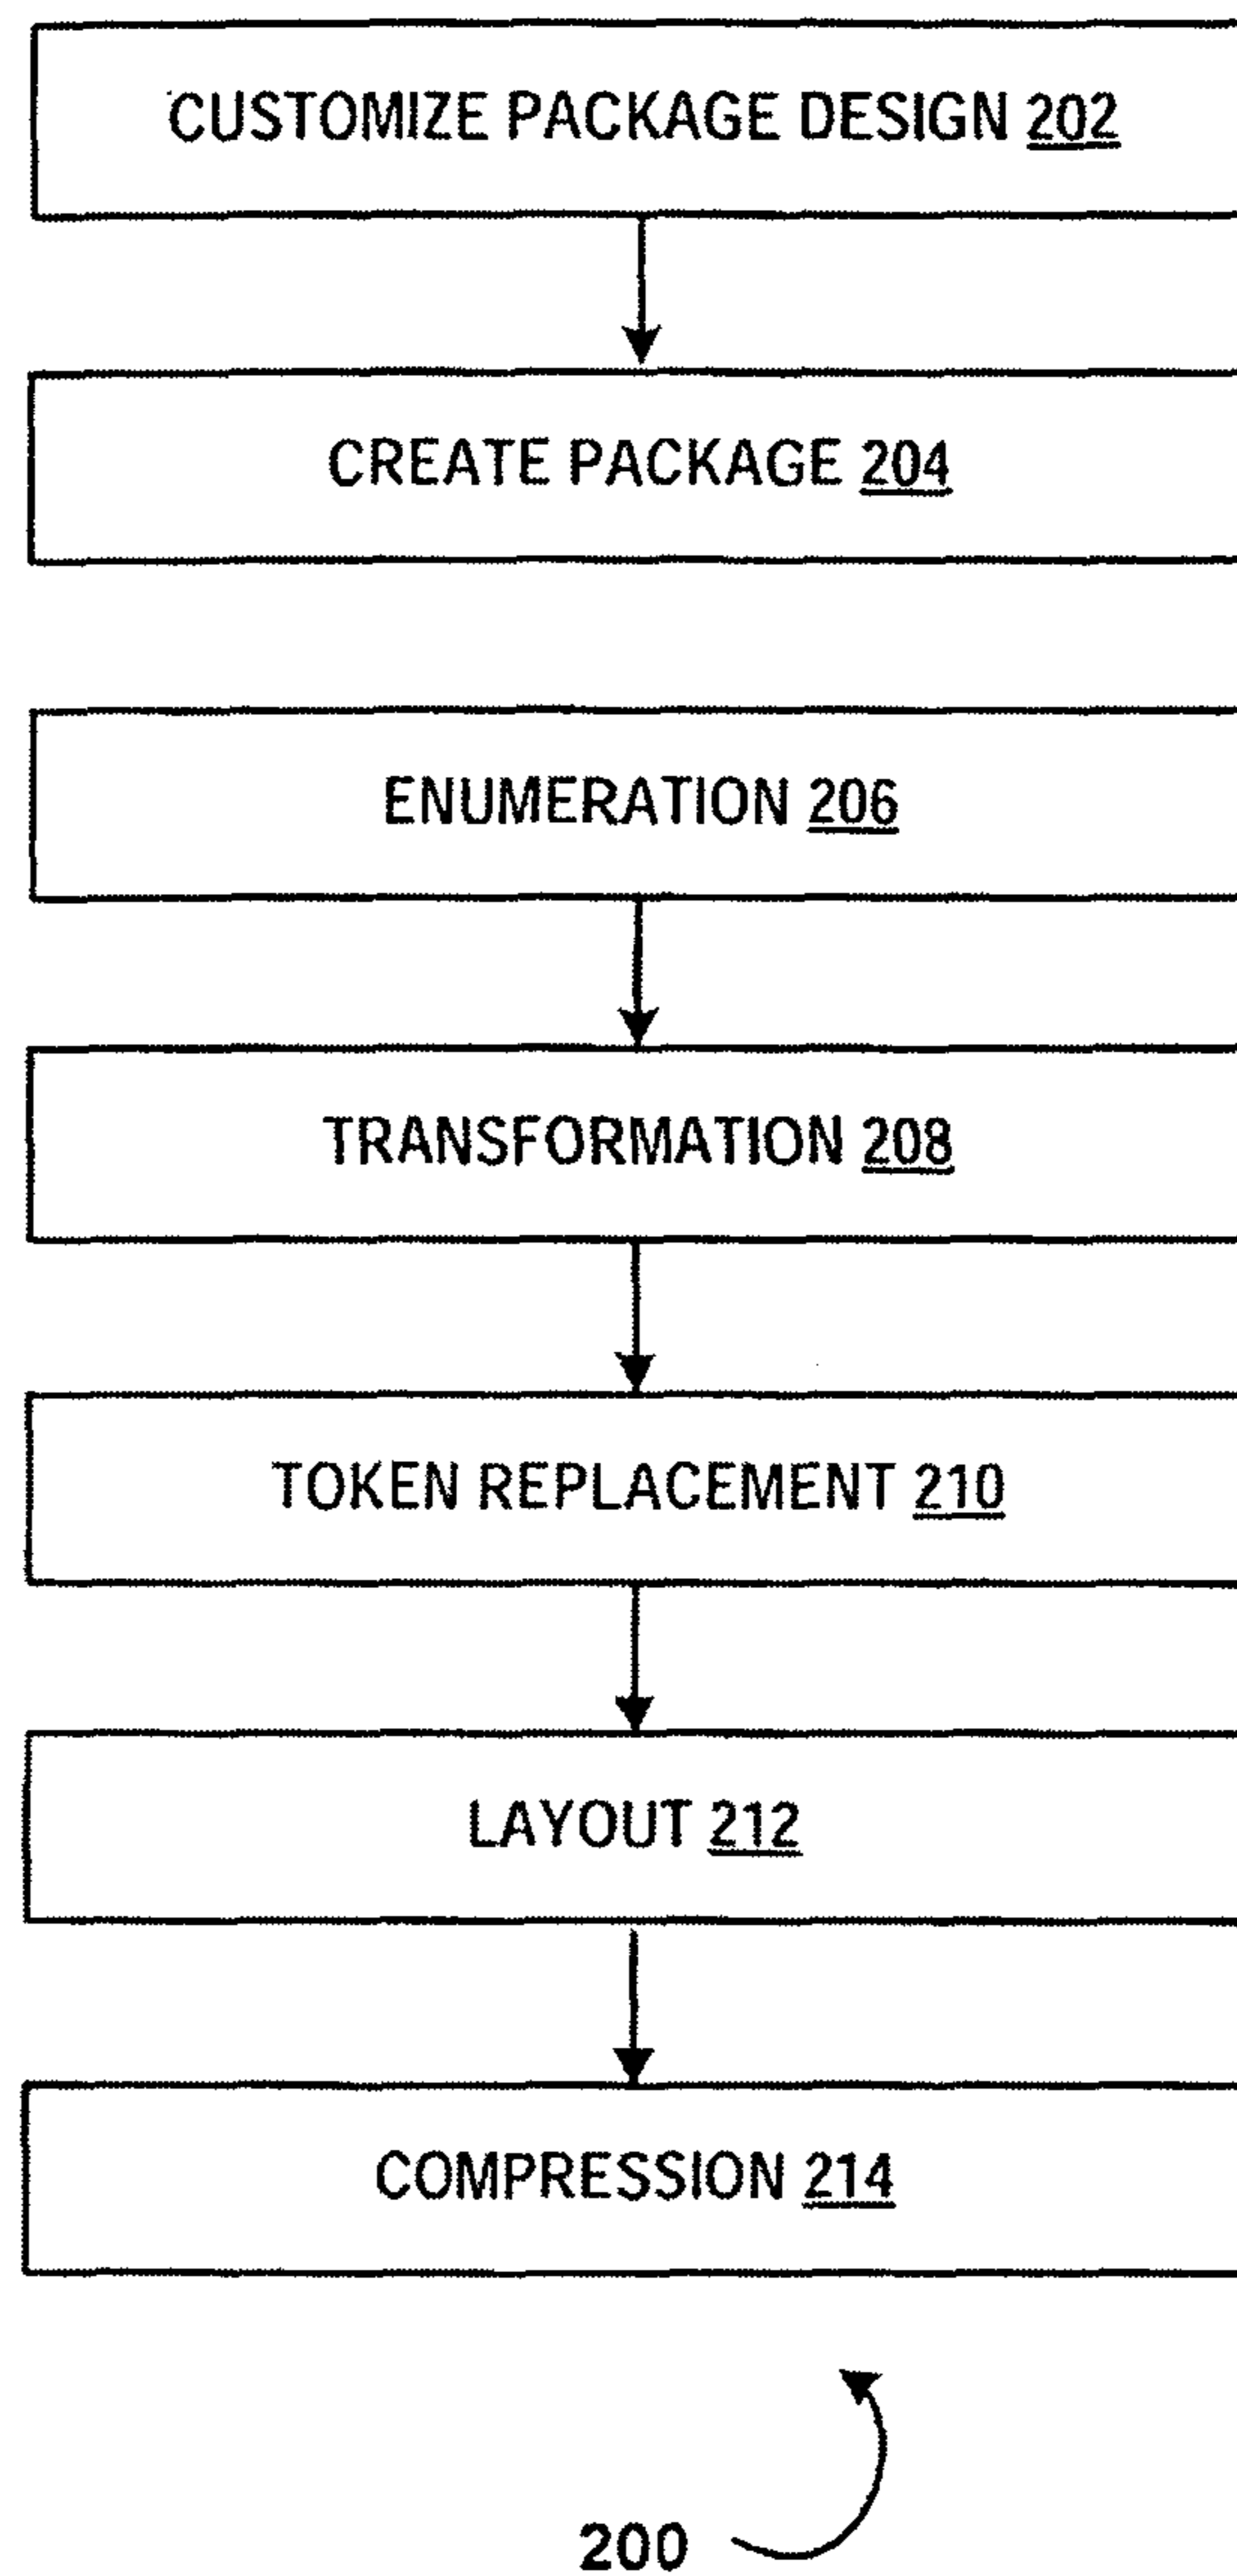 CUSTOMIZE PACKAGE DESIGN 202
CREATE PACKAGE 204
ENUMERATION 206
TRANSFORMATION 208
TOKEN REPLACEMENT 210
LAYOUT 212
COMPRESSION 214
200